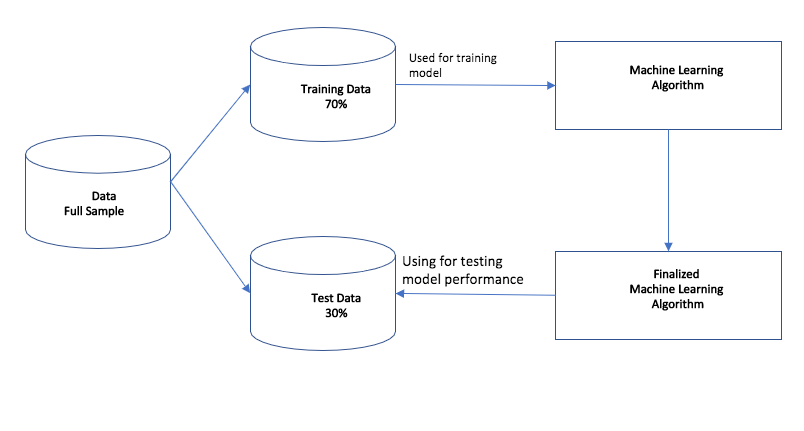 Data
Full Sample
Training Data
70%
Used for training
model
Machine Learning
Algorithm
Finalized
Machine Learning
Algorithm
Using for testing
model performance
Test Data
30%